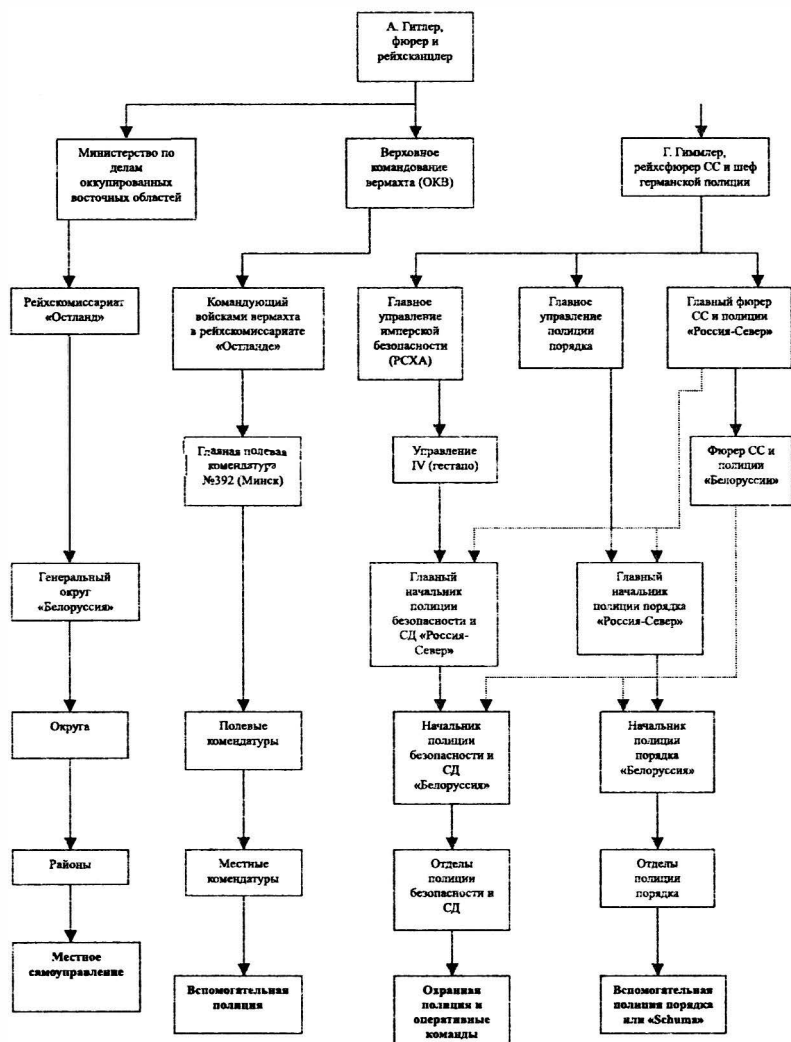 А. Гитлер,
фюрер и
рейхсканцлер
Министерство по
делам
оккупированных
восточных областей
Верховное
командование
вермахта (ОКВ)
Г. Гиммлер,
рейхсфюрер СС и шеф
германской полиции
Рейхскомиссариат
«Остланд»
Командующий
войсками вермахта
в рейхскомиссариате
«Остланде»
Главное
управление
имперской
безопасности
(РСХА)
Главное
управление
полиции
порядка
Главный фюрер
СС и полиции
«Россия-Север»
Главная полевая
комендатура
№392 (Минск)
Управление
IV (гестапо)
Фюрер СС и
полиции
«Белоруссии»
Генеральный
округ
«Белоруссия»
Главный
начальник
полиции
безопасности и
СД «Россия-
Север»
Главный
начальник
полиции порядка
«Россия-Север»
Округа
Полевые
комендатуры
Начальник
полиции
безопасности и
СД
«Белоруссия»
Начальник
полиции
порядка
«Белоруссия»
Районы
Местные
комендатуры
Отделы
полиции
безопасности и
СД
Отделы
полиции
порядка
Местное
самоуправление
Вспомогательная
полиция
Охранная
полиция и
оперативные
команды
Вспомогательная
полиция порядка
или «Schuma»